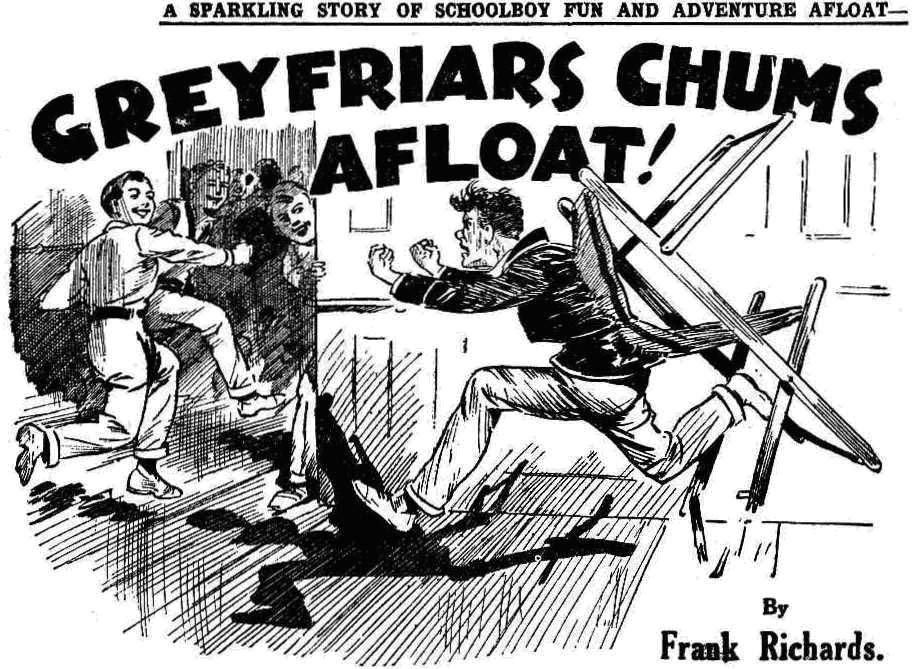 A SPARKLING STORY OF SCHOOLBOY FUN AND ADVENTURE AFLOAT—
GREYFRIARS CHUMS
AFLOAT!
By
Frank Richards.